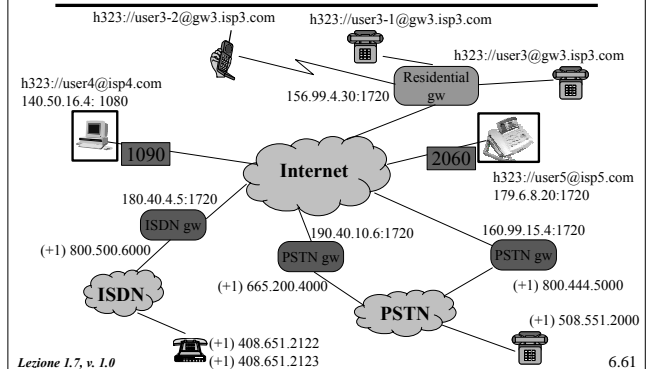 h323://user3-2@gw3.isp3.com
h323://user3-1@gw3.isp3.com
h323://user3@gw3.isp3.com
Residential
gw
156.99.4.30:1720
h323://user4@isp4.com
140.50.16.4: 1080
1090
Internet
2060
h323://user5@isp5.com
179.6.8.20:1720
180.40.4.5:1720
ISDN gw
(+1) 800.500.6000
190.40.10.6:1720
PSTN gw
(+1) 665.200.4000
160.99.15.4:1720
PSTN gw
(+1) 800.444.5000
ISDN
PSTN
(+1) 508.551.2000
(+1) 408.651.2122
(+1) 408.651.2123
Lezione 1.7, v. 1.0
6.61